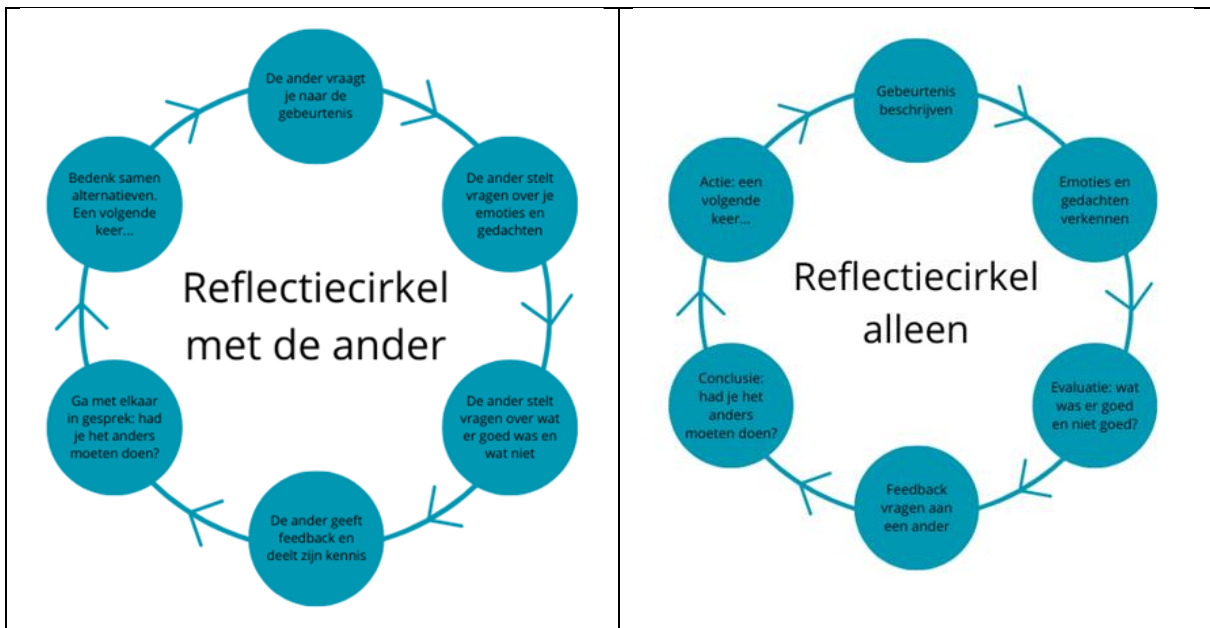 De ander vraagt
je naar de
gebeurtenis
De ander stelt
vragen over je
emoties en
gedachten
De ander stelt
vragen over wat
er goed was en
wat niet
De ander geeft
feedback en
deelt zijn kennis
Ga met elkaar
in gesprek: had
je het anders
moeten doen?
Bedenk samen
alternatieven.
Een volgende
keer...
Reflectiecirkel
met de ander
Gebeurtenis
beschrijven
Emoties en
gedachten
verkennen
Evaluatie: wat
was er goed
en niet goed?
Feedback
vragen aan
een ander
Conclusie:
had je het
anders
moeten doen?
Actie: een
volgende
keer...
Reflectiecirkel
alleen